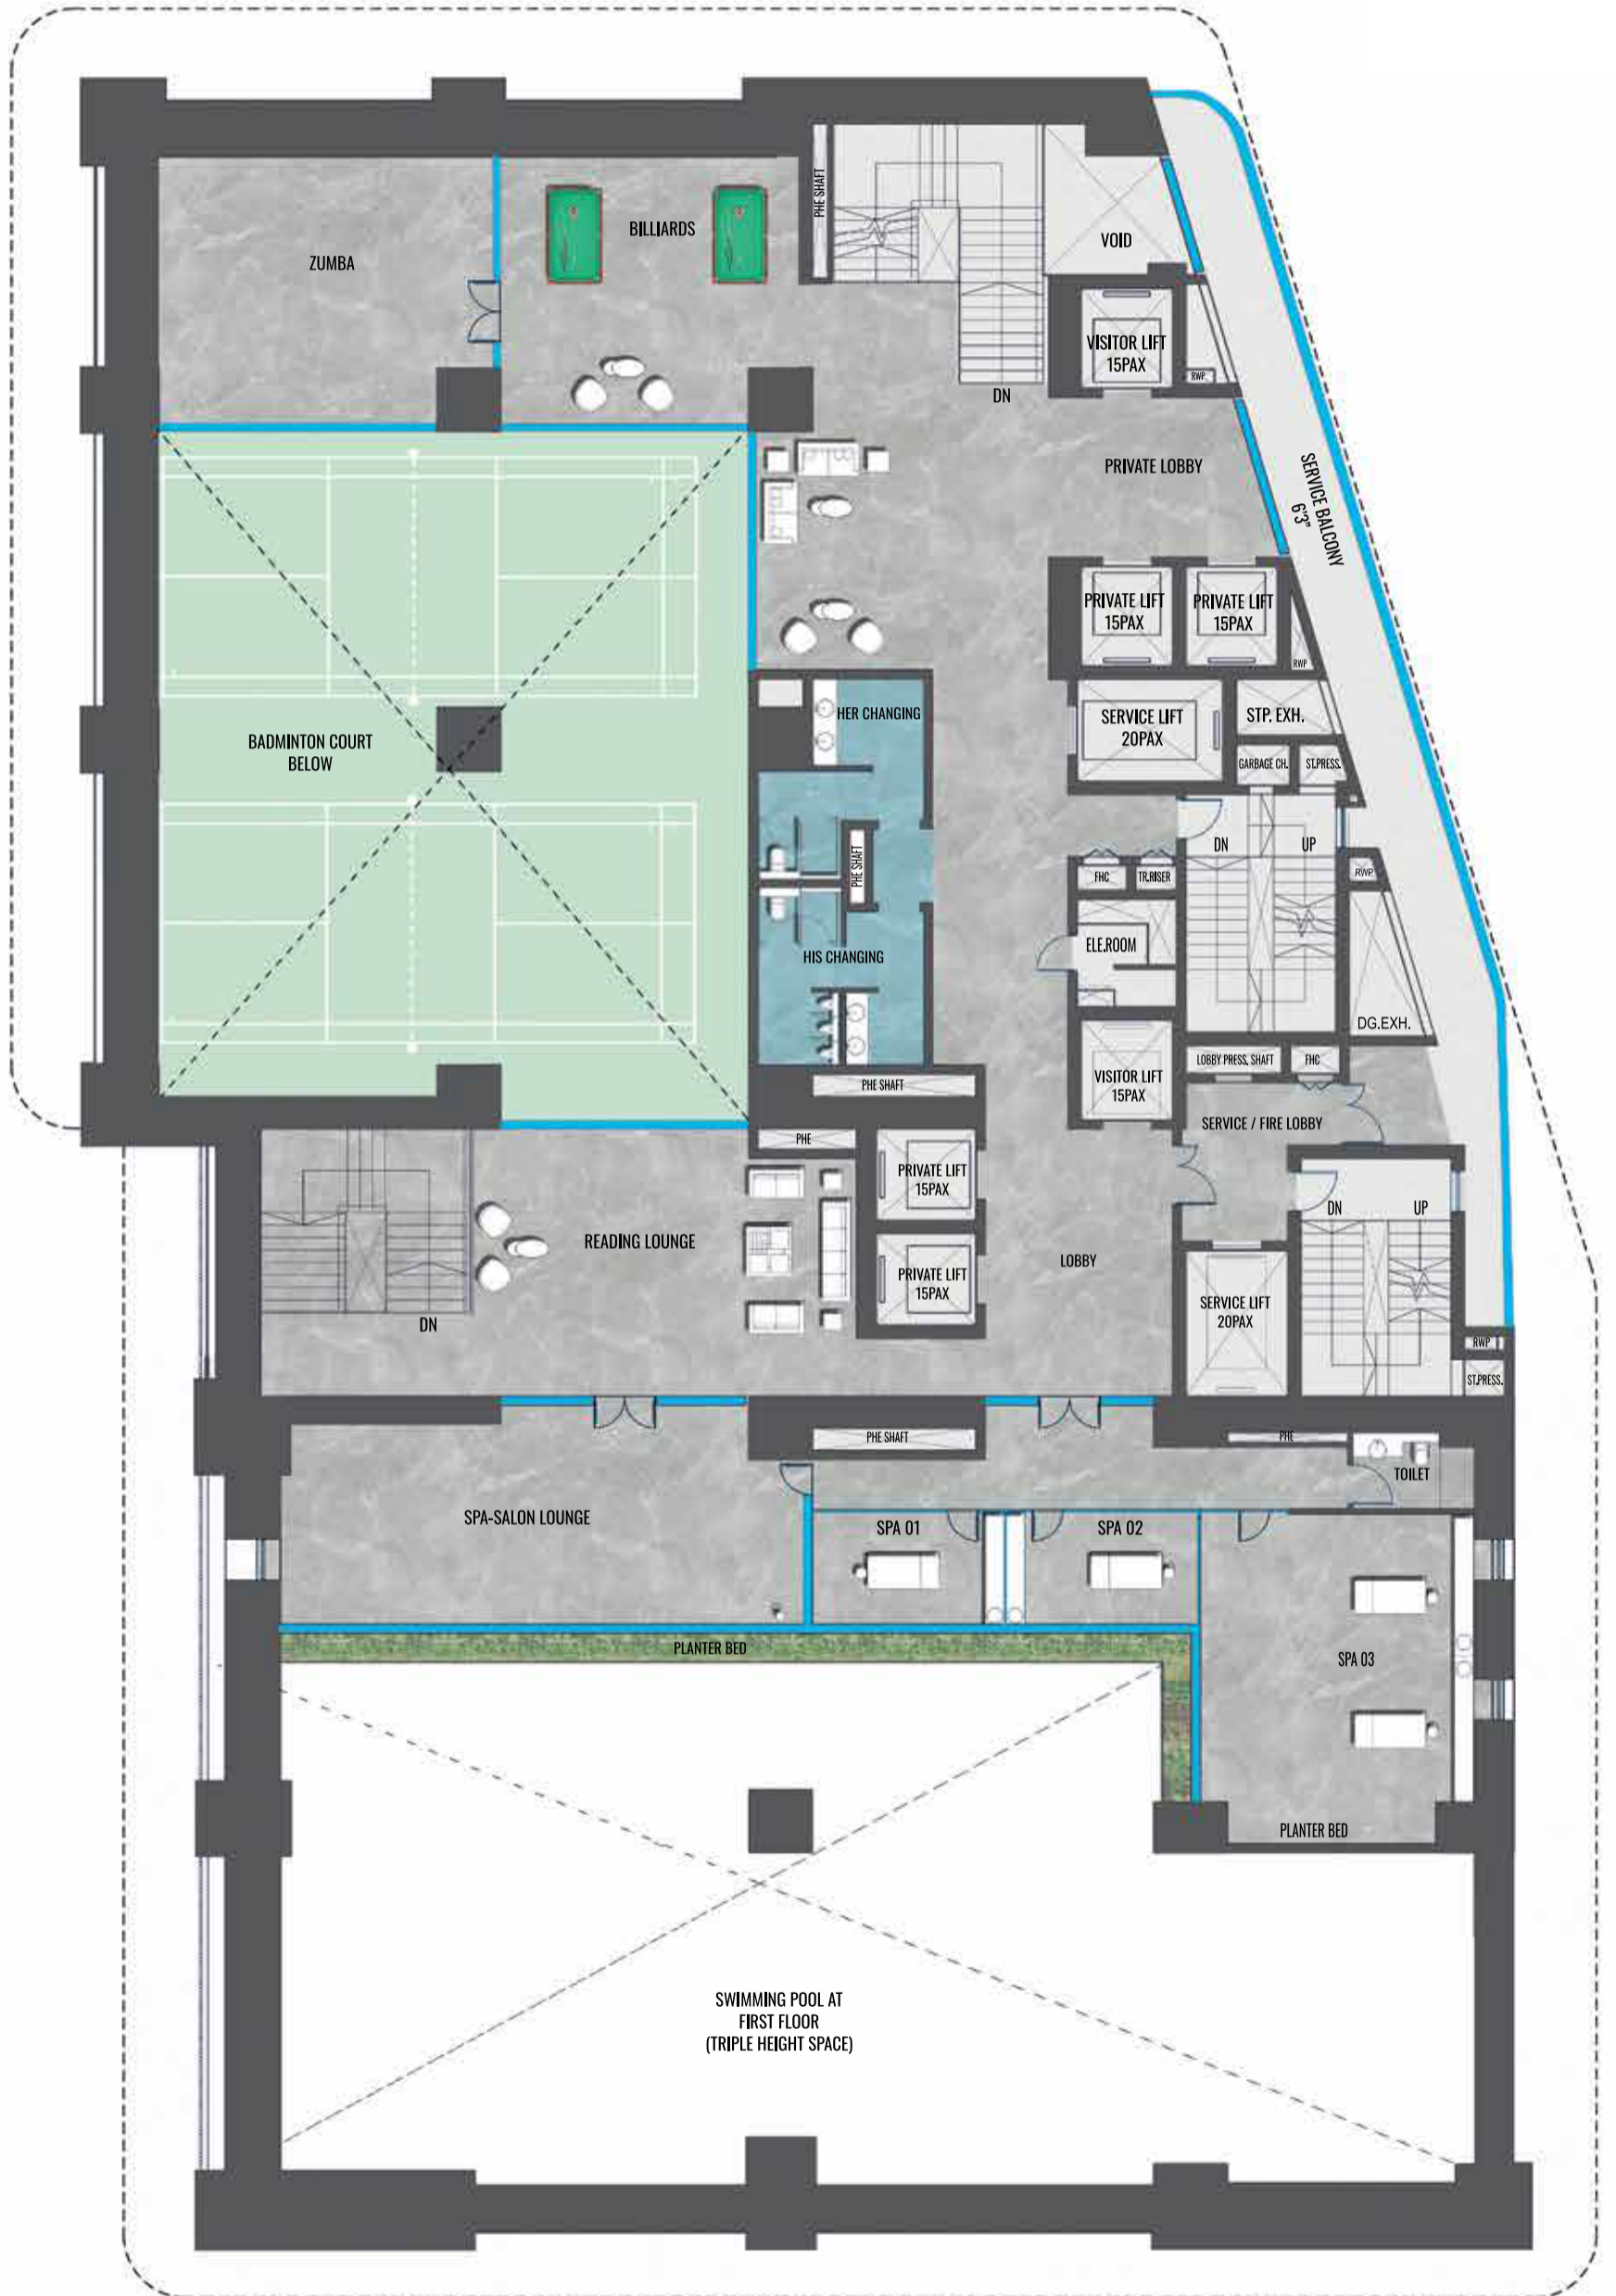 PHE SHAFT
BILLIARDS
VOID
ZUMBA
VISITOR LIFT
15PAX
RWP
DN
PRIVATE LOBBY
SERVICE BALCONY
6'3"
PRIVATE LIFT
15PAX
PRIVATE LIFT
15PAX
RWP
HER CHANGING
SERVICE LIFT
20PAX
STP. EXH.
BADMINTON COURT
BELOW
GARBAGE CH.
ST.PRESS.
DN
UP
PHE SHAFT
FHC
TR.RISER
RWP
ELE.ROOM
HIS CHANGING
DG.EXH.
LOBBY PRESS. SHAFT
FHC
VISITOR LIFT
15PAX
PHE SHAFT
SERVICE / FIRE LOBBY
PHE
PRIVATE LIFT
15PAX
DN
UP
READING LOUNGE
LOBBY
PRIVATE LIFT
15PAX
SERVICE LIFT
20PAX
DN
RWP
ST.PRESS.
PHE SHAFT
PHE
TOILET
SPA-SALON LOUNGE
SPA 01
SPA 02
PLANTER BED
SPA 03
PLANTER BED
SWIMMING POOL AT
FIRST FLOOR
(TRIPLE HEIGHT SPACE)